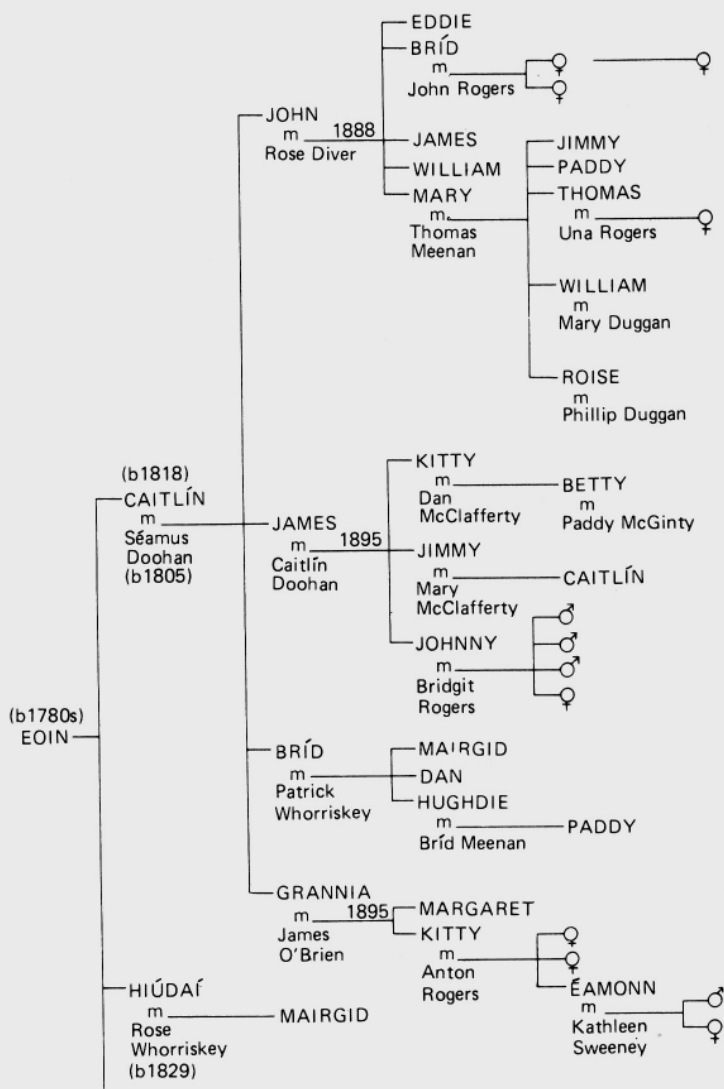 EDDIE
BRÍD
m
John Rogers
JOHN
m 1888
Rose Diver
JAMES
WILLIAM
MARY
m.
Thomas
Meenan
JIMMY
PADDY
THOMAS
m
Una Rogers
WILLIAM
m
Mary Duggan
ROISE
m
Phillip Duggan
(b1818)
CAITLÍN
m
Séamus
Doohan
(b1805)
JAMES
m 1895
Caitlín
Doohan
KITTY
m
Dan
McClafferty
BETTY
m
Paddy McGinty
JIMMY
m
Mary
McClafferty
CAITLÍN
JOHNNY
m
Bridgit
Rogers
(b1780s)
EOIN
BRÍD
m
Patrick
Whorriskey
MAIRGID
DAN
HUGHDIE
m
Bríd Meenan
PADDY
GRANNIA
m 1895
James
O'Brien
MARGARET
KITTY
m
Anton
Rogers
ÉAMONN
m
Kathleen
Sweeney
HIÚDAÍ
m
Rose
Whorriskey
(b1829)
MAIRGID